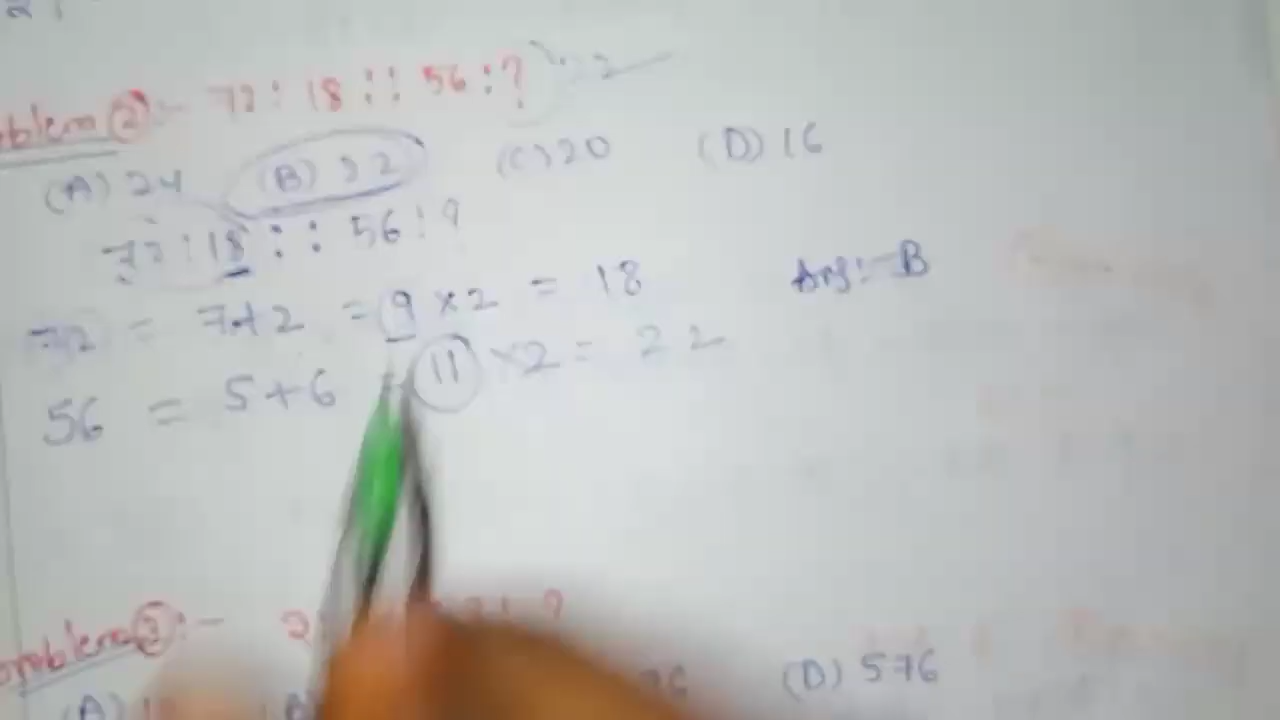 Problem ② :- 72 : 18 :: 56 : ? 22
(A) 24 (B) 22 (C) 20 (D) 16
72 : 18 :: 56 : ?
72 = 7+2 = 9 ×2 = 18 Ans:- B
56 = 5+6 = 11 ×2 = 22
Problem ③ :- ?
(A) (B) (D) 576